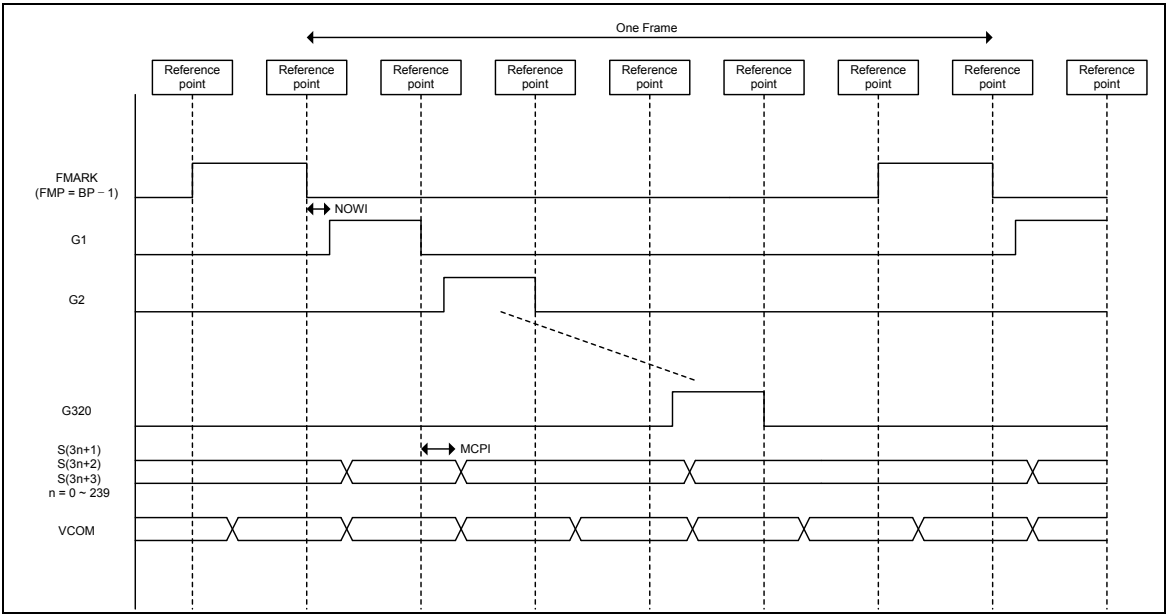 One Frame
Reference
point
Reference
point
Reference
point
Reference
point
Reference
point
Reference
point
Reference
point
Reference
point
Reference
point
FMARK
(FMP = BP − 1)
NOWI
G1
G2
G320
MCPI
S(3n+1)
S(3n+2)
S(3n+3)
n = 0 ~ 239
VCOM